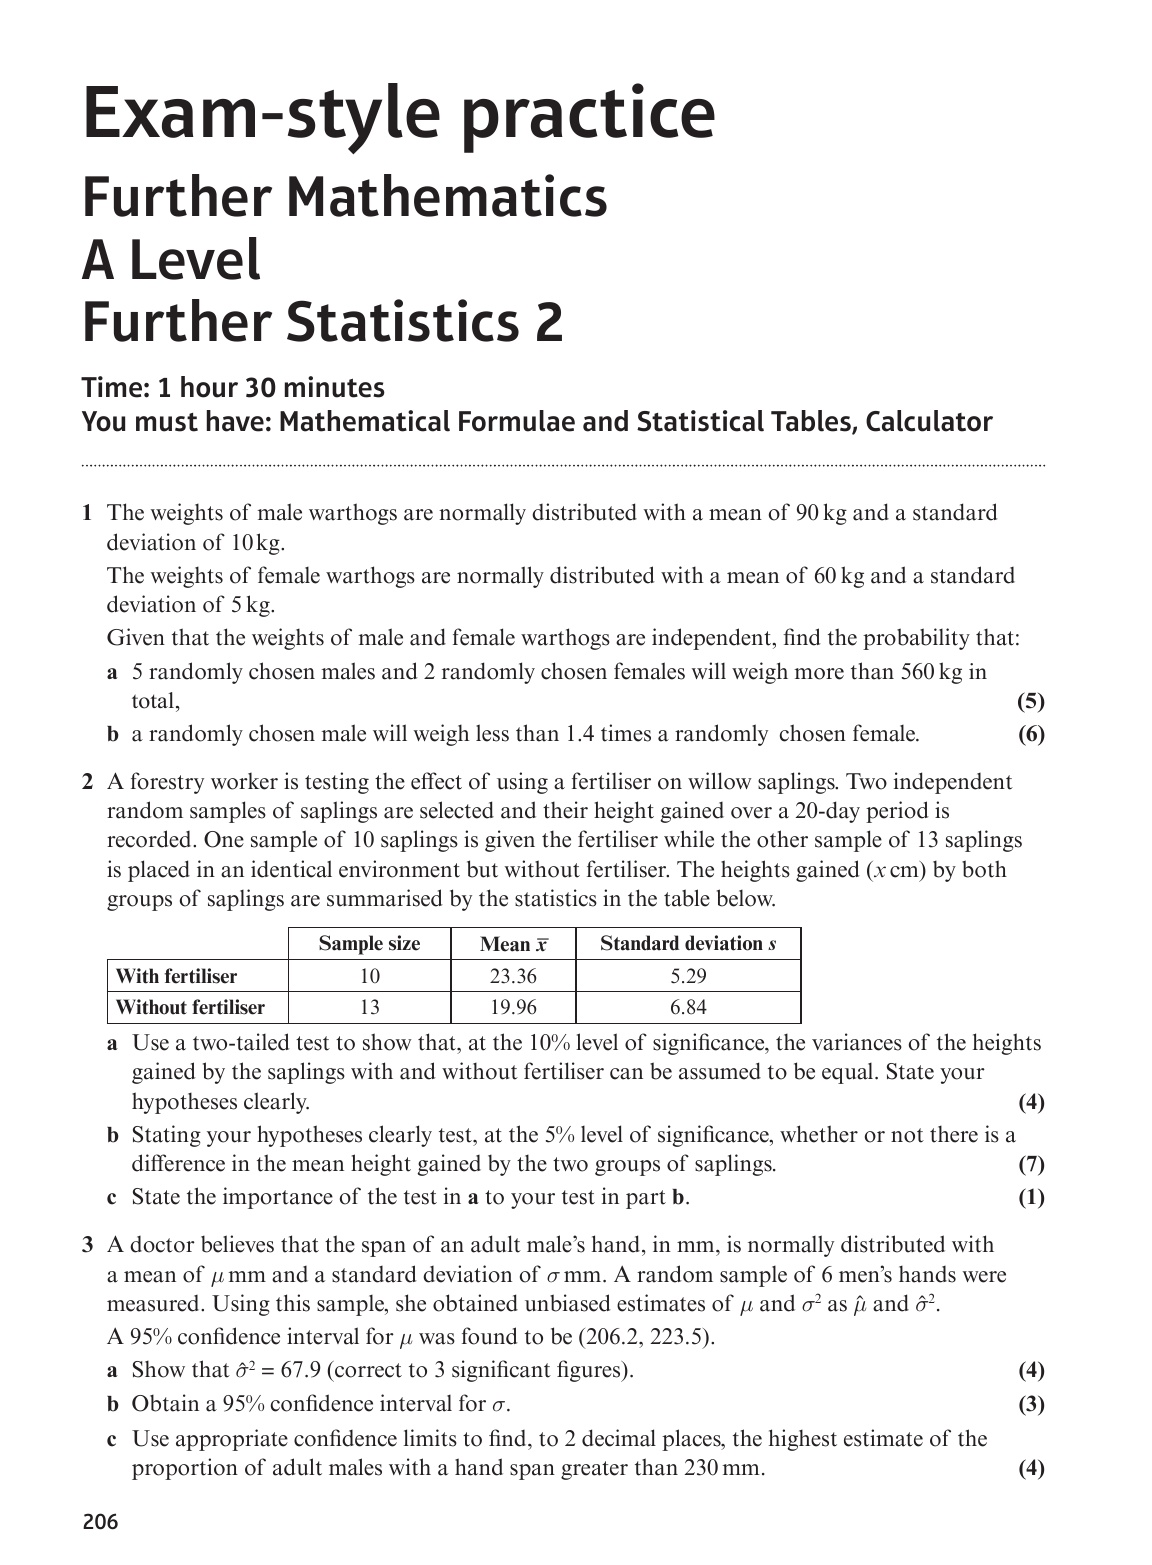 Exam-style practice
Further Mathematics
A Level
Further Statistics 2
Time: 1 hour 30 minutes
You must have: Mathematical Formulae and Statistical Tables, Calculator
1 The weights of male warthogs are normally distributed with a mean of 90 kg and a standard
deviation of 10 kg.
The weights of female warthogs are normally distributed with a mean of 60 kg and a standard
deviation of 5 kg.
Given that the weights of male and female warthogs are independent, find the probability that:
a 5 randomly chosen males and 2 randomly chosen females will weigh more than 560 kg in
total, (5)
b a randomly chosen male will weigh less than 1.4 times a randomly chosen female. (6)
2 A forestry worker is testing the effect of using a fertiliser on willow saplings. Two independent
random samples of saplings are selected and their height gained over a 20-day period is
recorded. One sample of 10 saplings is given the fertiliser while the other sample of 13 saplings
is placed in an identical environment but without fertiliser. The heights gained (x cm) by both
groups of saplings are summarised by the statistics in the table below.
Sample size Mean x̅ Standard deviation s
With fertiliser 10 23.36 5.29
Without fertiliser 13 19.96 6.84
a Use a two-tailed test to show that, at the 10% level of significance, the variances of the heights
gained by the saplings with and without fertiliser can be assumed to be equal. State your
hypotheses clearly. (4)
b Stating your hypotheses clearly test, at the 5% level of significance, whether or not there is a
difference in the mean height gained by the two groups of saplings. (7)
c State the importance of the test in a to your test in part b. (1)
3 A doctor believes that the span of an adult male's hand, in mm, is normally distributed with
a mean of μ mm and a standard deviation of σ mm. A random sample of 6 men's hands were
measured. Using this sample, she obtained unbiased estimates of μ and σ² as μ̂ and σ̂².
A 95% confidence interval for μ was found to be (206.2, 223.5).
a Show that σ̂² = 67.9 (correct to 3 significant figures). (4)
b Obtain a 95% confidence interval for σ. (3)
c Use appropriate confidence limits to find, to 2 decimal places, the highest estimate of the
proportion of adult males with a hand span greater than 230 mm. (4)
206